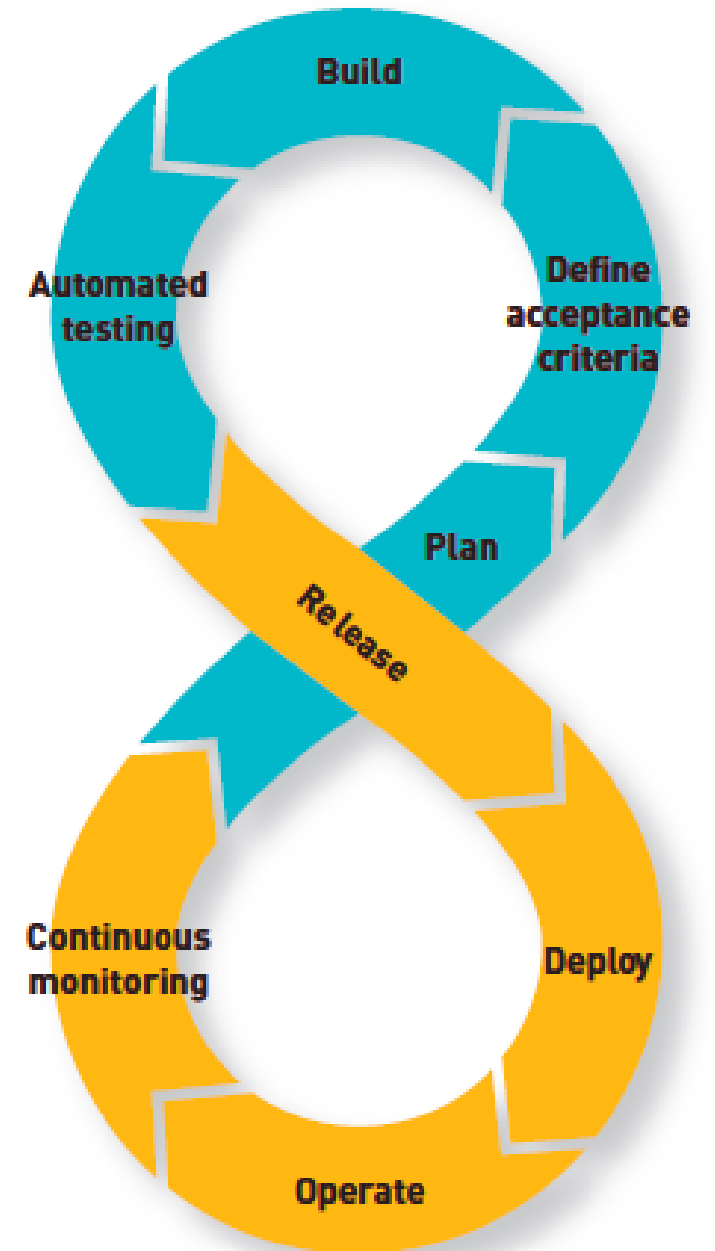 Build
Automated
testing
Define
acceptance
criteria
Plan
Release
Continuous
monitoring
Deploy
Operate